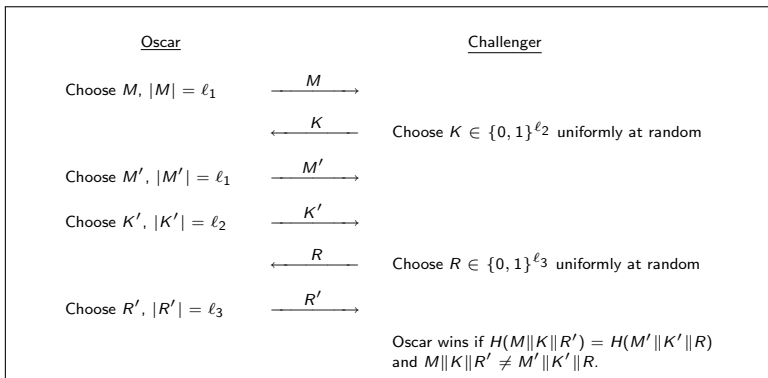 Oscar Challenger
Choose M, |M| = ℓ₁ M
K Choose K ∈ {0, 1}^ℓ₂ uniformly at random
Choose M′, |M′| = ℓ₁ M′
Choose K′, |K′| = ℓ₂ K′
R Choose R ∈ {0, 1}^ℓ₃ uniformly at random
Choose R′, |R′| = ℓ₃ R′
Oscar wins if H(M‖K‖R′) = H(M′‖K′‖R)
and M‖K‖R′ ≠ M′‖K′‖R.